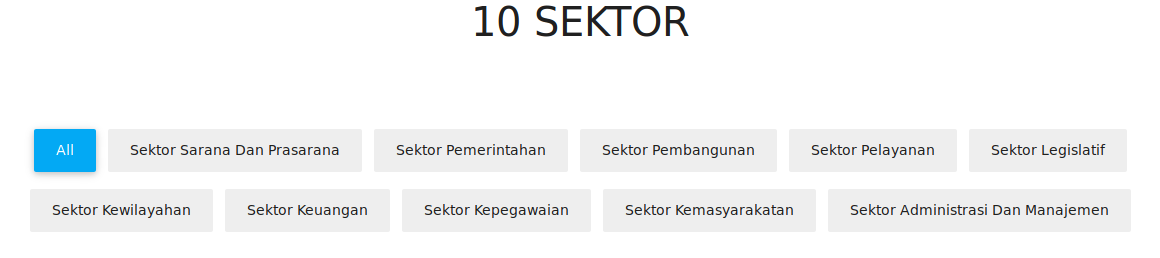 10 SEKTOR
All Sektor Sarana Dan Prasarana Sektor Pemerintahan Sektor Pembangunan Sektor Pelayanan Sektor Legislatif
Sektor Kewilayahan Sektor Keuangan Sektor Kepegawaian Sektor Kemasyarakatan Sektor Administrasi Dan Manajemen